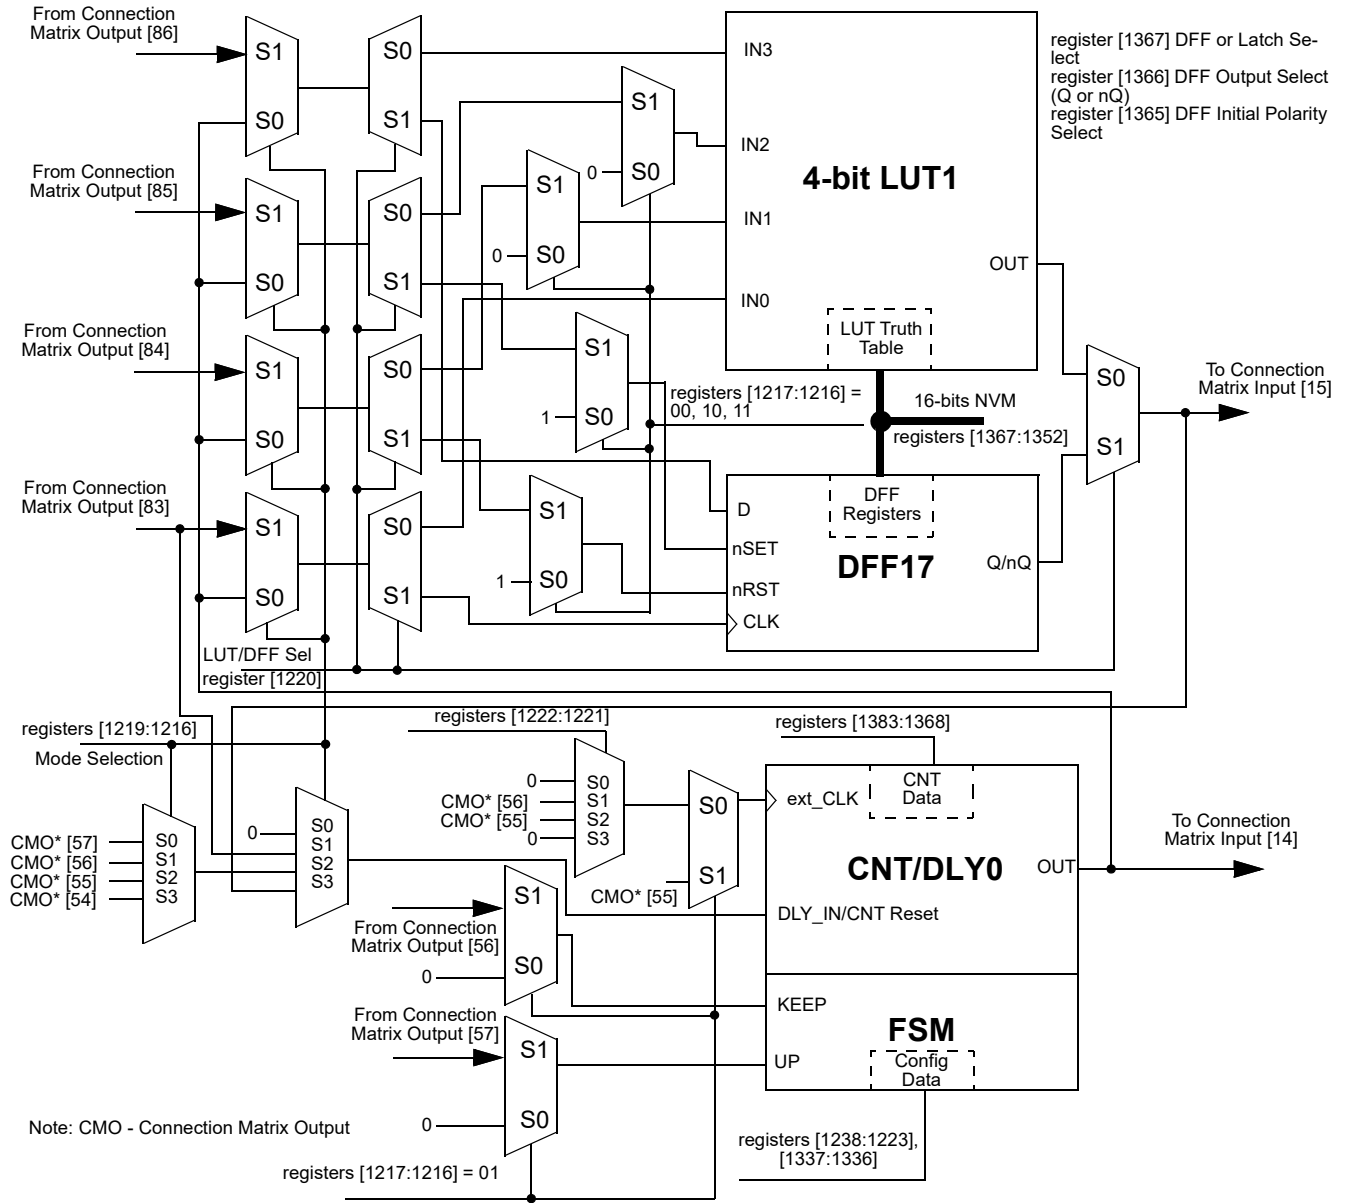 From Connection
Matrix Output [86]
S1
S0
S0
S1
IN3
S1
S0
0
IN2
4-bit LUT1
register [1367] DFF or Latch Se-
lect
register [1366] DFF Output Select
(Q or nQ)
register [1365] DFF Initial Polarity
Select
From Connection
Matrix Output [85]
S1
S0
S0
S1
S1
S0
0
IN1
OUT
IN0
LUT Truth
Table
From Connection
Matrix Output [84]
S1
S0
S0
S1
S1
S0
1
registers [1217:1216] =
00, 10, 11
16-bits NVM
registers [1367:1352]
S0
S1
To Connection
Matrix Input [15]
From Connection
Matrix Output [83]
S1
S0
S0
S1
S1
S0
1
D
nSET
nRST
CLK
DFF
Registers
DFF17
Q/nQ
LUT/DFF Sel
register [1220]
registers [1219:1216]
Mode Selection
registers [1222:1221]
registers [1383:1368]
CMO* [57]
CMO* [56]
CMO* [55]
CMO* [54]
S0
S1
S2
S3
0
S0
S1
S2
S3
0
CMO* [56]
CMO* [55]
0
S0
S1
S2
S3
S0
S1
CMO* [55]
ext_CLK
CNT
Data
CNT/DLY0
OUT
DLY_IN/CNT Reset
To Connection
Matrix Input [14]
From Connection
Matrix Output [56]
S1
S0
0
KEEP
FSM
From Connection
Matrix Output [57]
S1
S0
0
UP
Config
Data
Note: CMO - Connection Matrix Output
registers [1238:1223],
[1337:1336]
registers [1217:1216] = 01